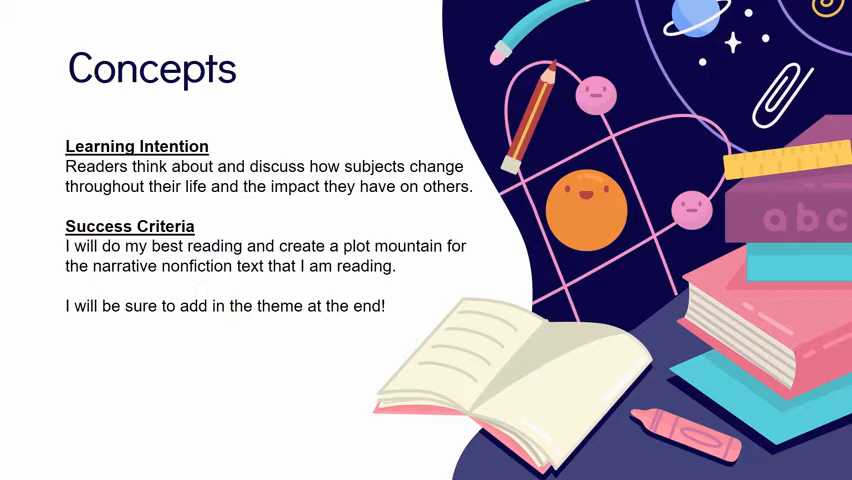 Concepts
Learning Intention
Readers think about and discuss how subjects change
throughout their life and the impact they have on others.
Success Criteria
I will do my best reading and create a plot mountain for
the narrative nonfiction text that I am reading.
I will be sure to add in the theme at the end!
abc